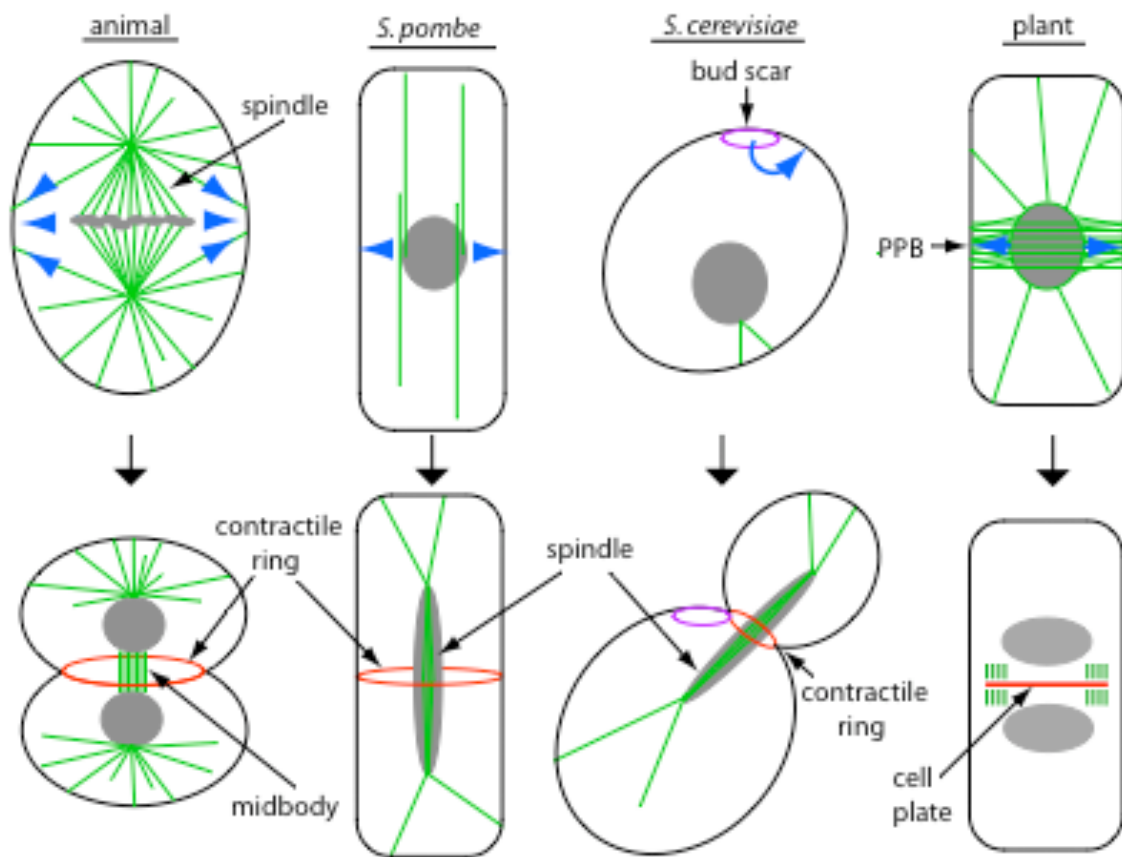 animal
S. pombe
S. cerevisiae
plant
bud scar
spindle
PPB
contractile
ring
spindle
contractile
ring
midbody
cell
plate